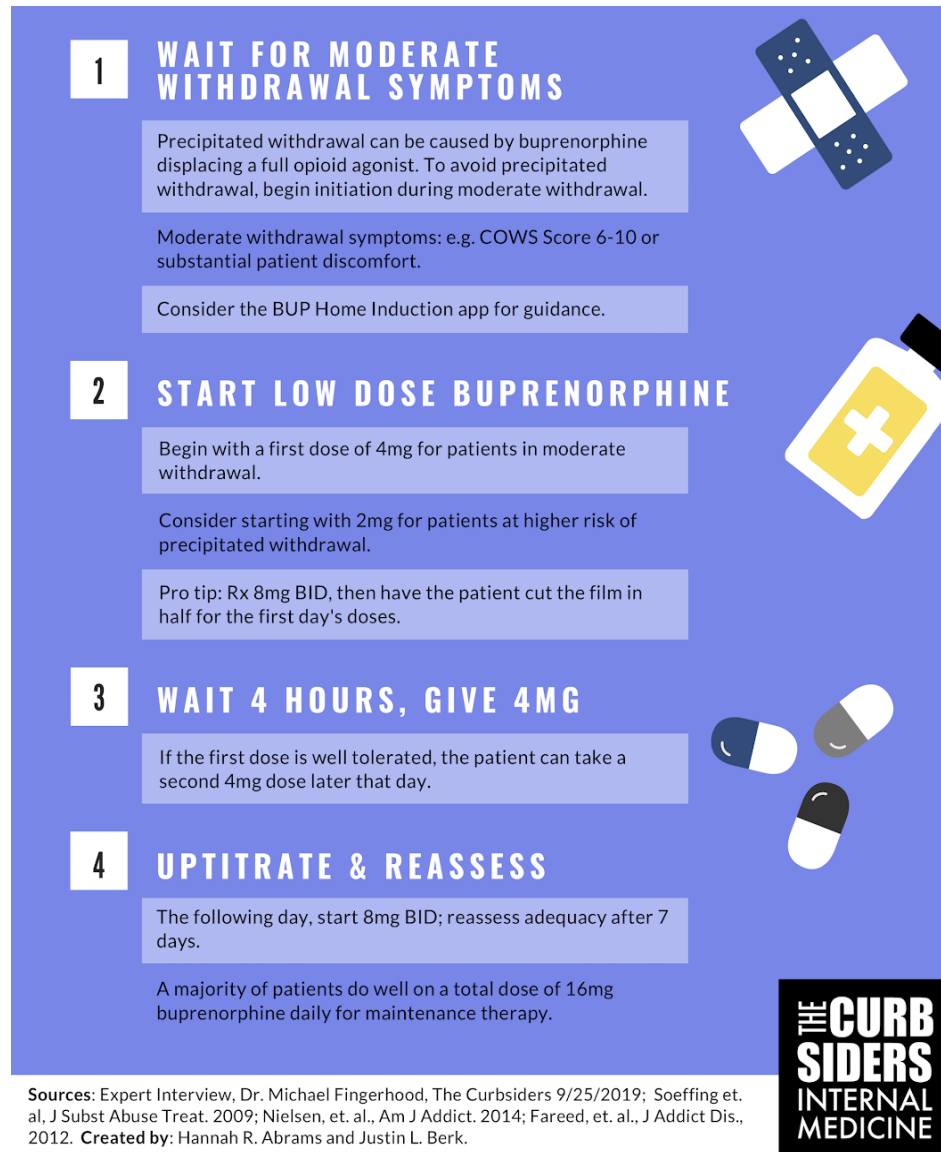 1
WAIT FOR MODERATE
WITHDRAWAL SYMPTOMS
Precipitated withdrawal can be caused by buprenorphine
displacing a full opioid agonist. To avoid precipitated
withdrawal, begin initiation during moderate withdrawal.
Moderate withdrawal symptoms: e.g. COWS Score 6-10 or
substantial patient discomfort.
Consider the BUP Home Induction app for guidance.
2
START LOW DOSE BUPRENORPHINE
Begin with a first dose of 4mg for patients in moderate
withdrawal.
Consider starting with 2mg for patients at higher risk of
precipitated withdrawal.
Pro tip: Rx 8mg BID, then have the patient cut the film in
half for the first day's doses.
3
WAIT 4 HOURS, GIVE 4MG
If the first dose is well tolerated, the patient can take a
second 4mg dose later that day.
4
UPTITRATE & REASSESS
The following day, start 8mg BID; reassess adequacy after 7
days.
A majority of patients do well on a total dose of 16mg
buprenorphine daily for maintenance therapy.
THE CURB
SIDERS
INTERNAL
MEDICINE
Sources: Expert Interview, Dr. Michael Fingerhood, The Curbsiders 9/25/2019; Soeffing et.
al, J Subst Abuse Treat. 2009; Nielsen, et. al., Am J Addict. 2014; Fareed, et. al., J Addict Dis.,
2012. Created by: Hannah R. Abrams and Justin L. Berk.